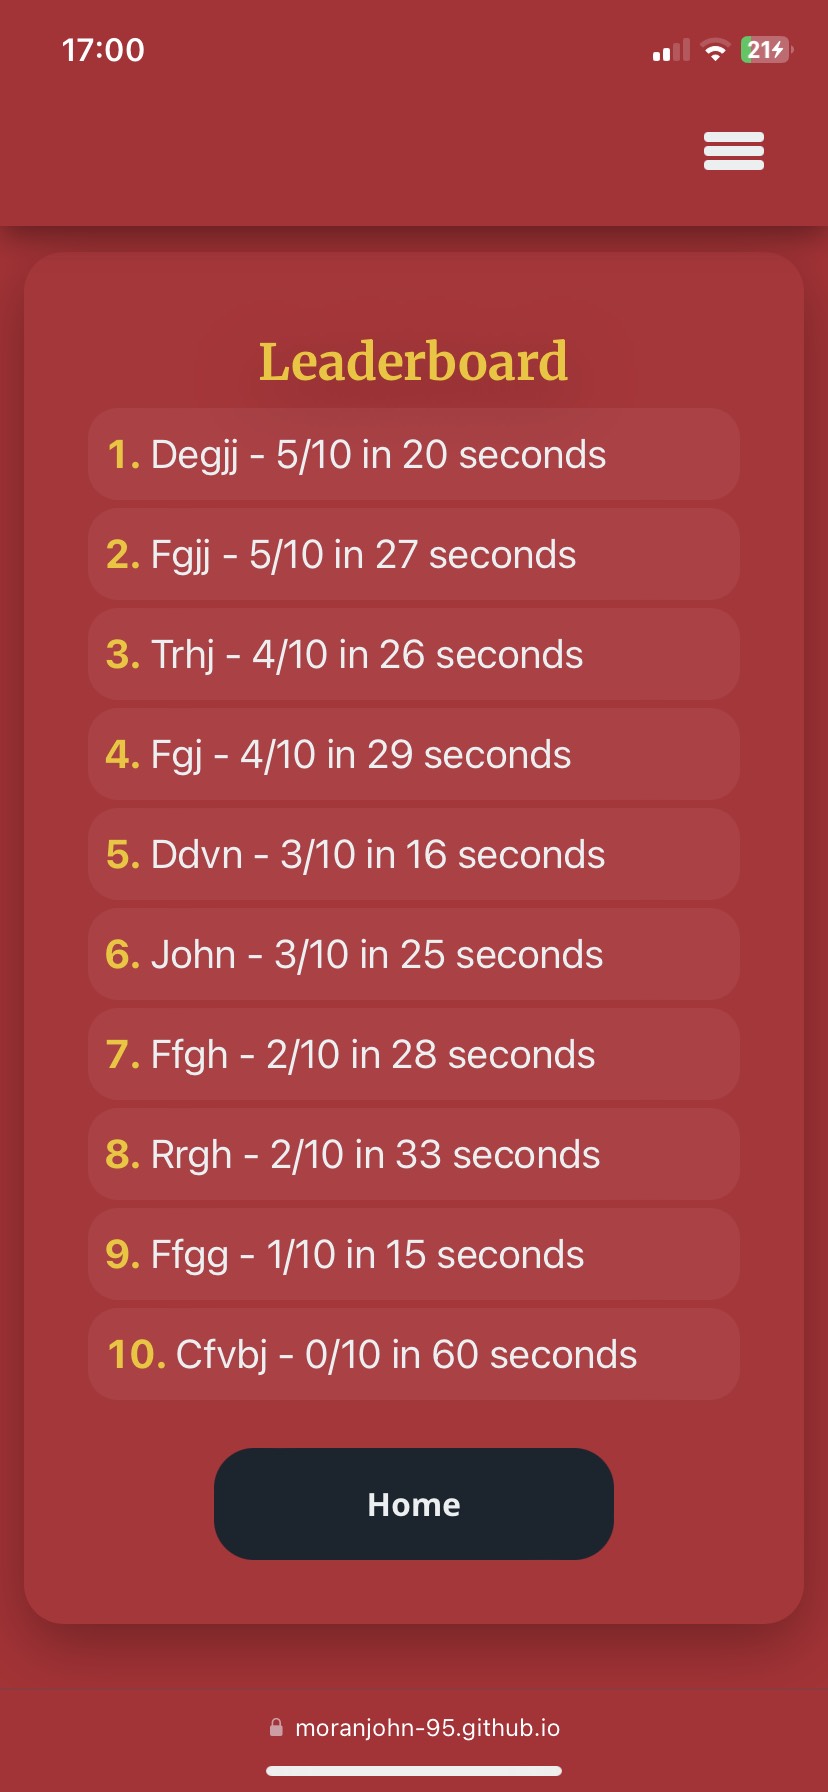 17:00
21
Leaderboard
1. Degjj - 5/10 in 20 seconds
2. Fgjj - 5/10 in 27 seconds
3. Trhj - 4/10 in 26 seconds
4. Fgj - 4/10 in 29 seconds
5. Ddvn - 3/10 in 16 seconds
6. John - 3/10 in 25 seconds
7. Ffgh - 2/10 in 28 seconds
8. Rrgh - 2/10 in 33 seconds
9. Ffgg - 1/10 in 15 seconds
10. Cfvbj - 0/10 in 60 seconds
Home
moranjohn-95.github.io